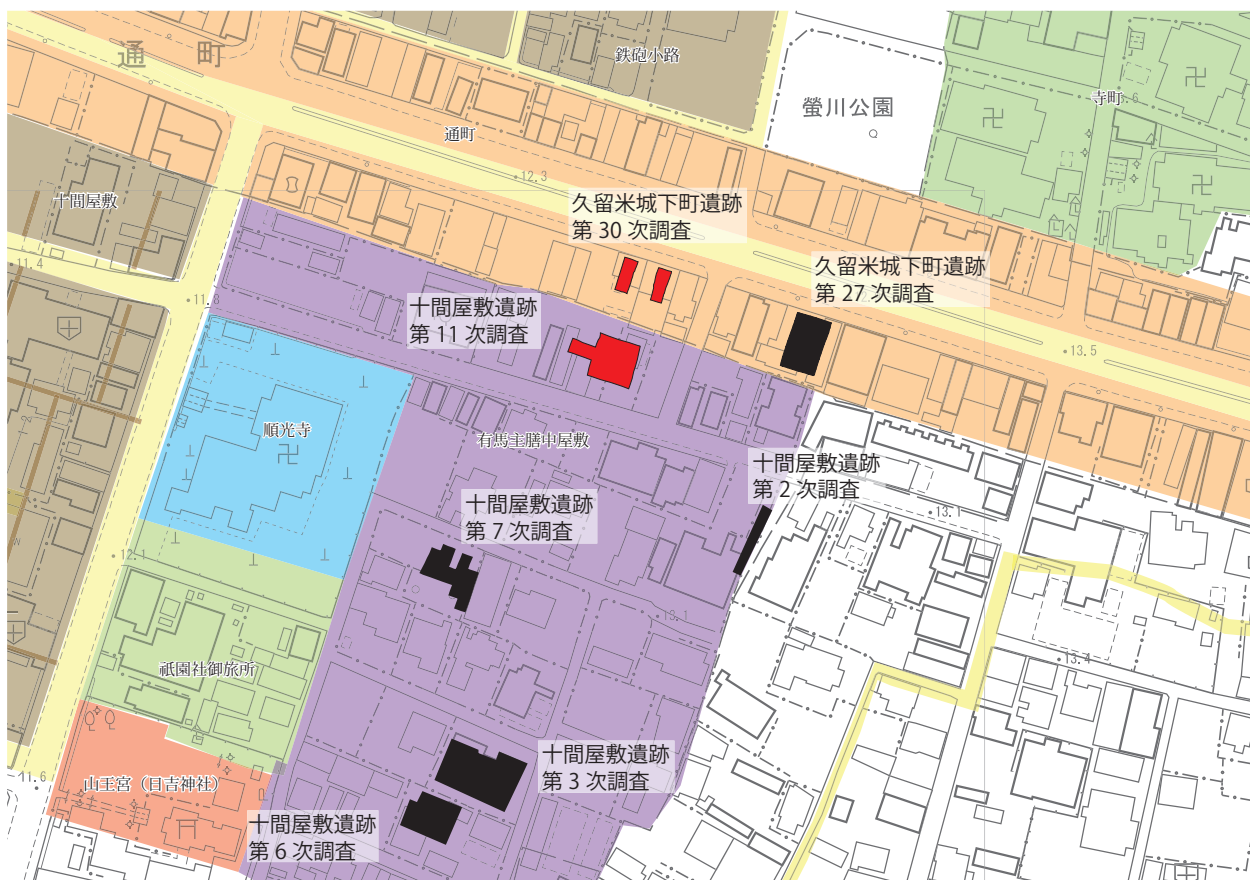 通町
鉄砲小路
螢川公園
寺町
.6
通町
12.3
十間屋敷
久留米城下町遺跡
第 30 次調査
11.4
久留米城下町遺跡
第 27 次調査
11.8
十間屋敷遺跡
第 11 次調査
13.5
順光寺
有馬主膳中屋敷
十間屋敷遺跡
第 2 次調査
十間屋敷遺跡
第 7 次調査
13.1
12.1
13.1
祇園社御旅所
13.4
十間屋敷遺跡
第 3 次調査
11.6
山王宮（日吉神社）
十間屋敷遺跡
第 6 次調査